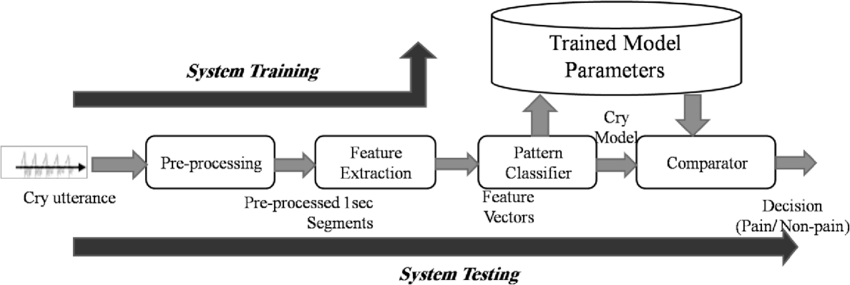 Trained Model
Parameters
System Training
Cry
Model
Pre-processing
Feature
Extraction
Pattern
Classifier
Comparator
Cry utterance
Pre-processed 1sec
Segments
Feature
Vectors
Decision
(Pain/ Non-pain)
System Testing